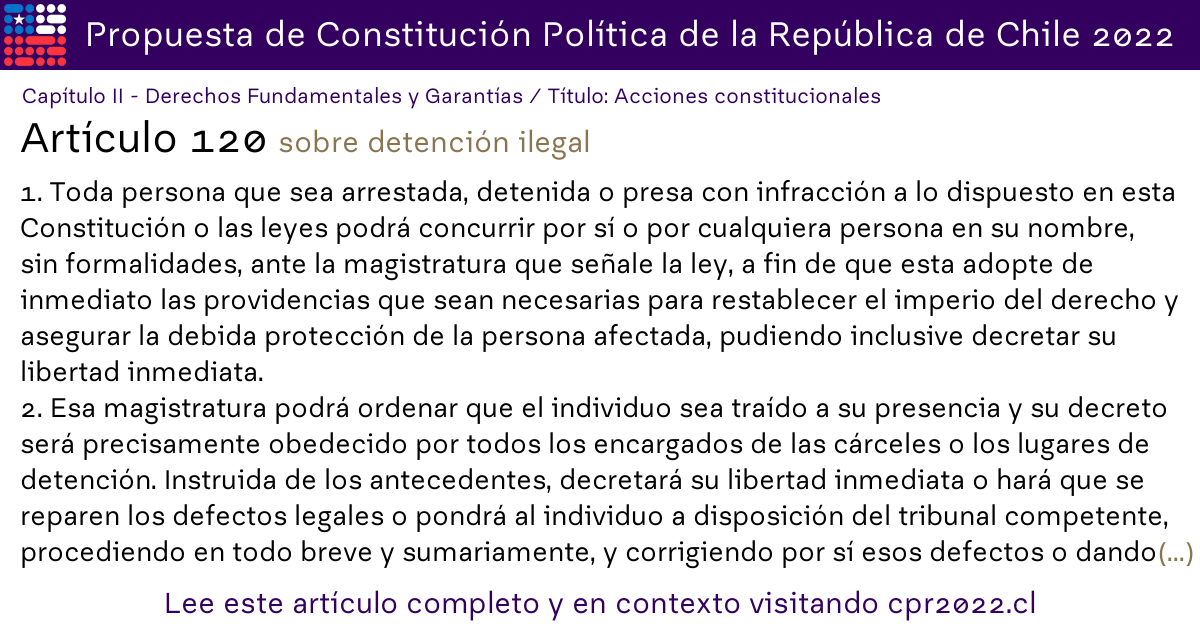 Propuesta de Constitución Política de la República de Chile 2022
Capítulo II - Derechos Fundamentales y Garantías / Título: Acciones constitucionales
Artículo 120 sobre detención ilegal
1. Toda persona que sea arrestada, detenida o presa con infracción a lo dispuesto en esta
Constitución o las leyes podrá concurrir por sí o por cualquiera persona en su nombre,
sin formalidades, ante la magistratura que señale la ley, a fin de que esta adopte de
inmediato las providencias que sean necesarias para restablecer el imperio del derecho y
asegurar la debida protección de la persona afectada, pudiendo inclusive decretar su
libertad inmediata.
2. Esa magistratura podrá ordenar que el individuo sea traído a su presencia y su decreto
será precisamente obedecido por todos los encargados de las cárceles o los lugares de
detención. Instruida de los antecedentes, decretará su libertad inmediata o hará que se
reparen los defectos legales o pondrá al individuo a disposición del tribunal competente,
procediendo en todo breve y sumariamente, y corrigiendo por sí esos defectos o dando(...)
Lee este artículo completo y en contexto visitando cpr2022.cl